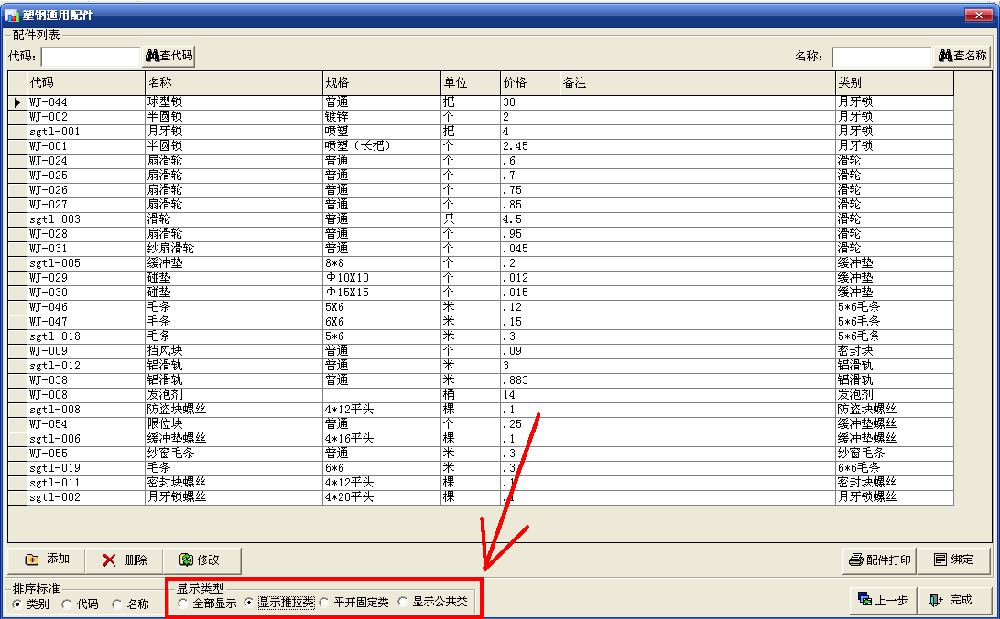 塑钢通用配件
配件列表
代码： 查代码 名称： 查名称
代码 名称 规格 单位 价格 备注 类别
WJ-044 球型锁 普通 把 30 月牙锁
WJ-002 半圆锁 镀锌 个 2 月牙锁
sgtl-001 月牙锁 喷塑 把 4 月牙锁
WJ-001 半圆锁 喷塑（长把） 个 2.45 月牙锁
WJ-024 扇滑轮 普通 个 .6 滑轮
WJ-025 扇滑轮 普通 个 .7 滑轮
WJ-026 扇滑轮 普通 个 .75 滑轮
WJ-027 扇滑轮 普通 个 .85 滑轮
sgtl-003 滑轮 普通 只 4.5 滑轮
WJ-028 扇滑轮 普通 个 .95 滑轮
WJ-031 纱扇滑轮 普通 个 .045 滑轮
sgtl-005 缓冲垫 8*8 个 .2 缓冲垫
WJ-029 碰垫 Φ10X10 个 .012 缓冲垫
WJ-030 碰垫 Φ15X15 个 .015 缓冲垫
WJ-046 毛条 5X6 米 .12 5*6毛条
WJ-047 毛条 6X6 米 .15 5*6毛条
sgtl-018 毛条 5*6 米 .3 5*6毛条
WJ-009 挡风块 普通 个 .09 密封块
sgtl-012 铝滑轨 普通 米 3 铝滑轨
WJ-038 铝滑轨 普通 米 .883 铝滑轨
WJ-008 发泡剂 桶 14 发泡剂
sgtl-008 防盗块螺丝 4*12平头 棵 .1 防盗块螺丝
WJ-054 限位块 普通 个 .25 缓冲垫螺丝
sgtl-006 缓冲垫螺丝 4*16平头 棵 .1 缓冲垫螺丝
WJ-055 纱窗毛条 普通 米 .3 纱窗毛条
sgtl-019 毛条 6*6 米 .3 6*6毛条
sgtl-011 密封块螺丝 4*12平头 棵 .1 密封块螺丝
sgtl-002 月牙锁螺丝 4*20平头 棵 .1 月牙锁螺丝
添加 删除 修改 配件打印 绑定
排序标准 显示类型
类别 代码 名称 全部显示 显示推拉类 平开固定类 显示公共类 上一步 完成